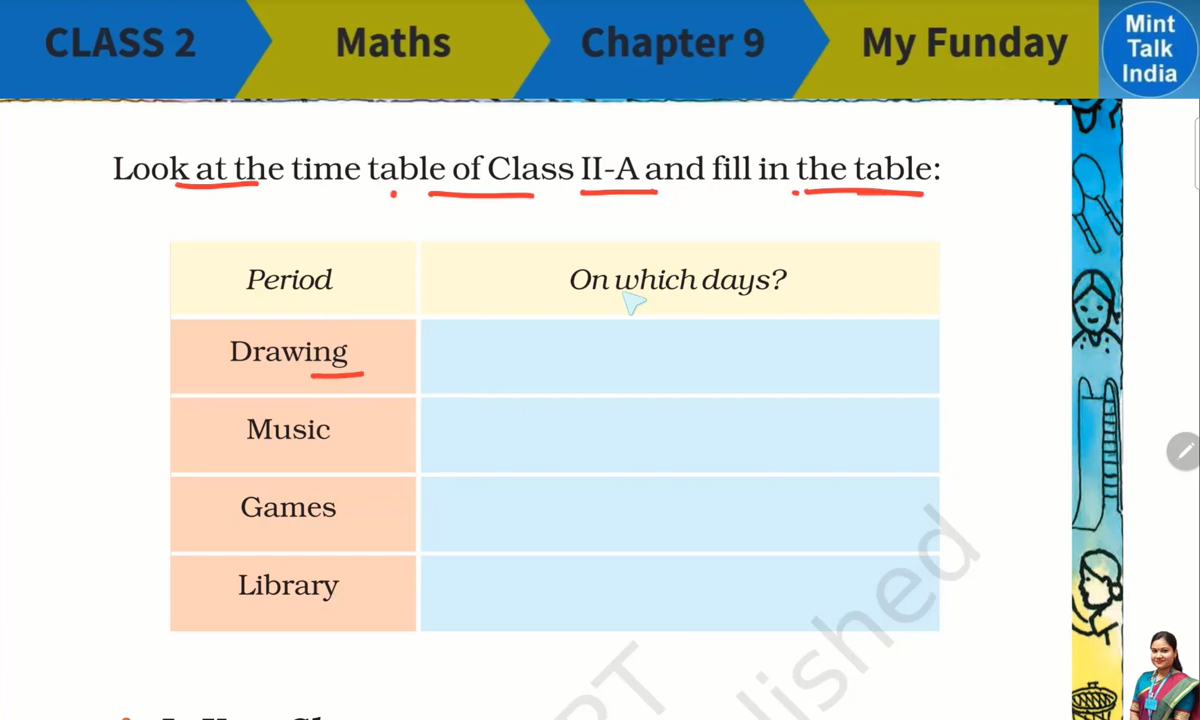 CLASS 2 Maths Chapter 9 My Funday Mint Talk India
Look at the time table of Class II-A and fill in the table:
Period On which days?
Drawing
Music
Games
Library